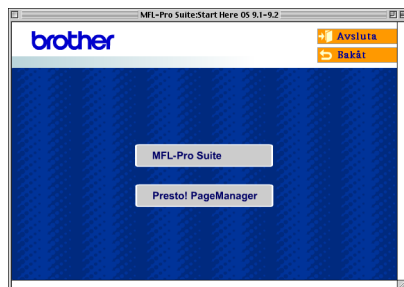 MFL-Pro Suite:Start Here OS 9.1-9.2
brother
Avsluta
Bakåt
MFL-Pro Suite
Presto! PageManager